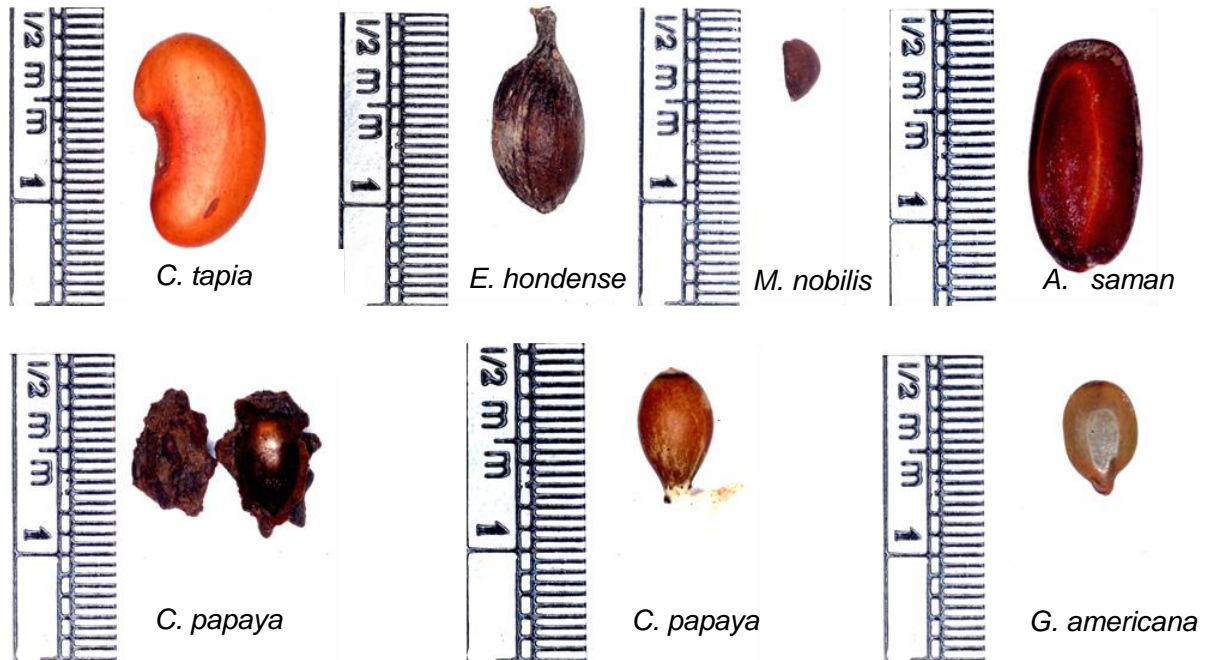 1/2 mm
1
C. tapia
1/2 mm
1
E. hondense
1/2 mm
1
M. nobilis
1/2 mm
1
A. saman
1/2 mm
1
C. papaya
1/2 mm
1
C. papaya
1/2 mm
1
G. americana